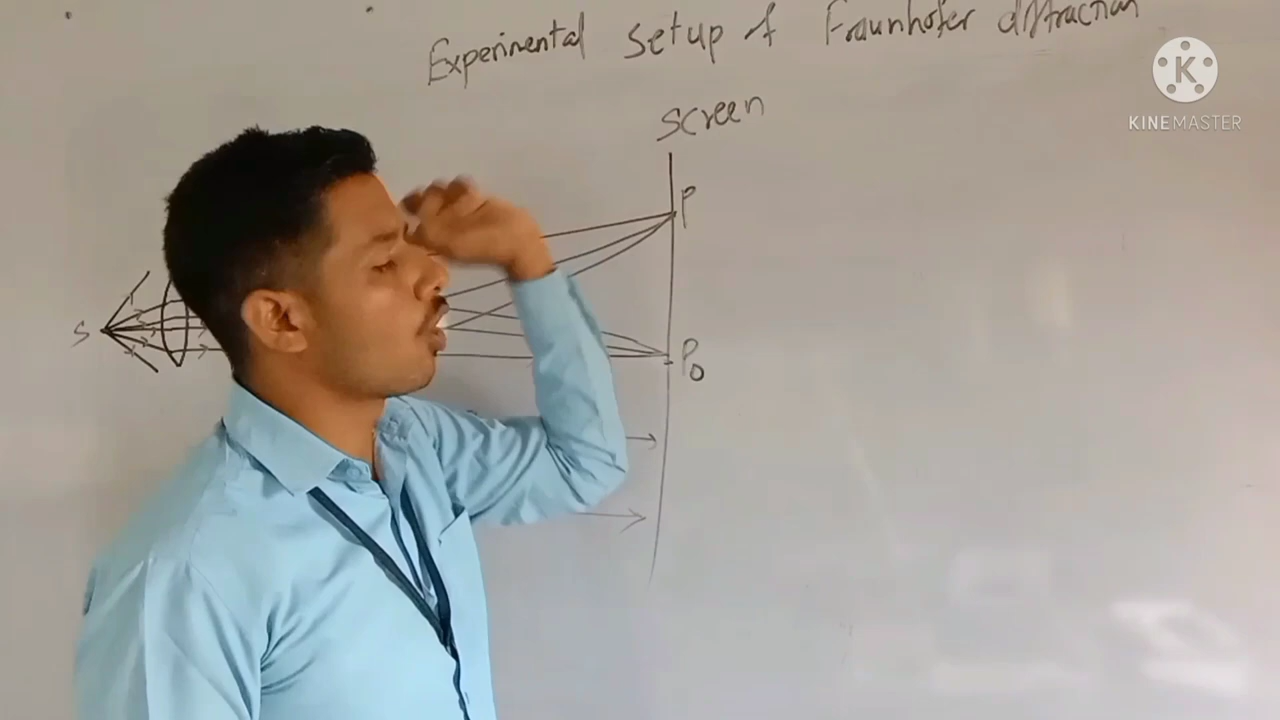 Experimental setup of Fraunhofer diffraction
K
KINEMASTER
screen
P
S
P0